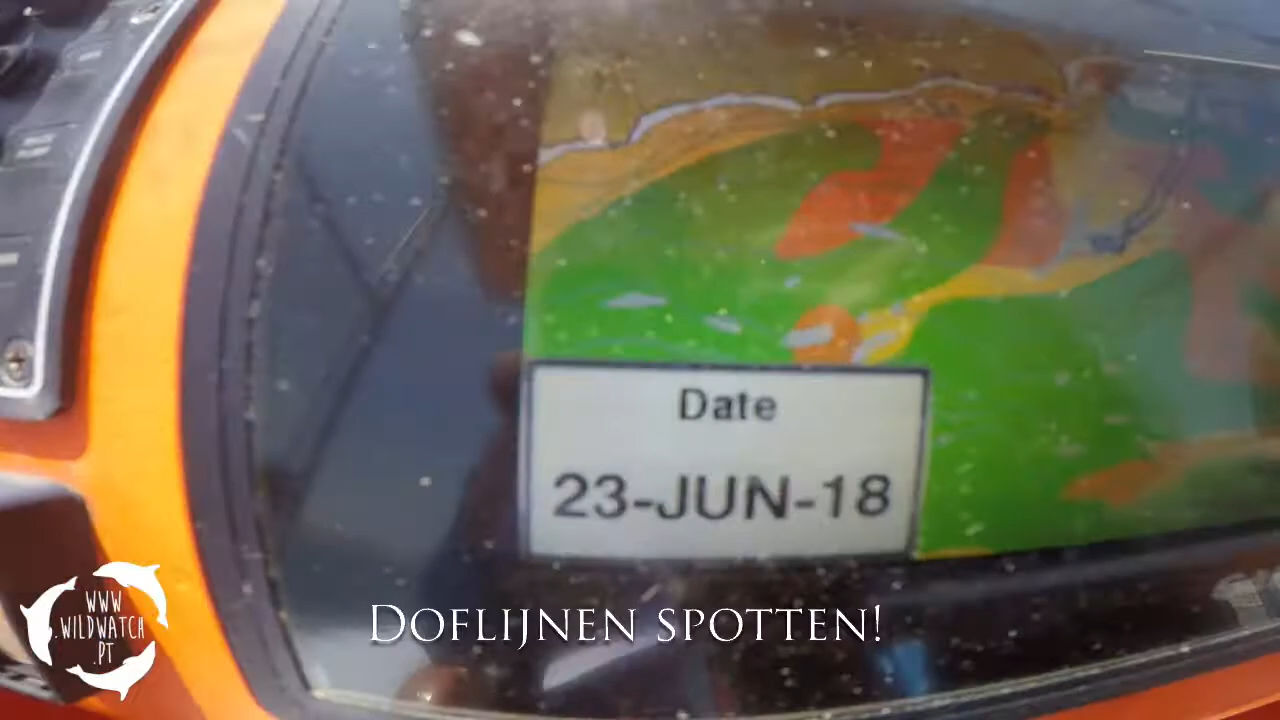 Date
23-JUN-18
DOFLIJNEN SPOTTEN!
WWW
.WILDWATCH
.PT